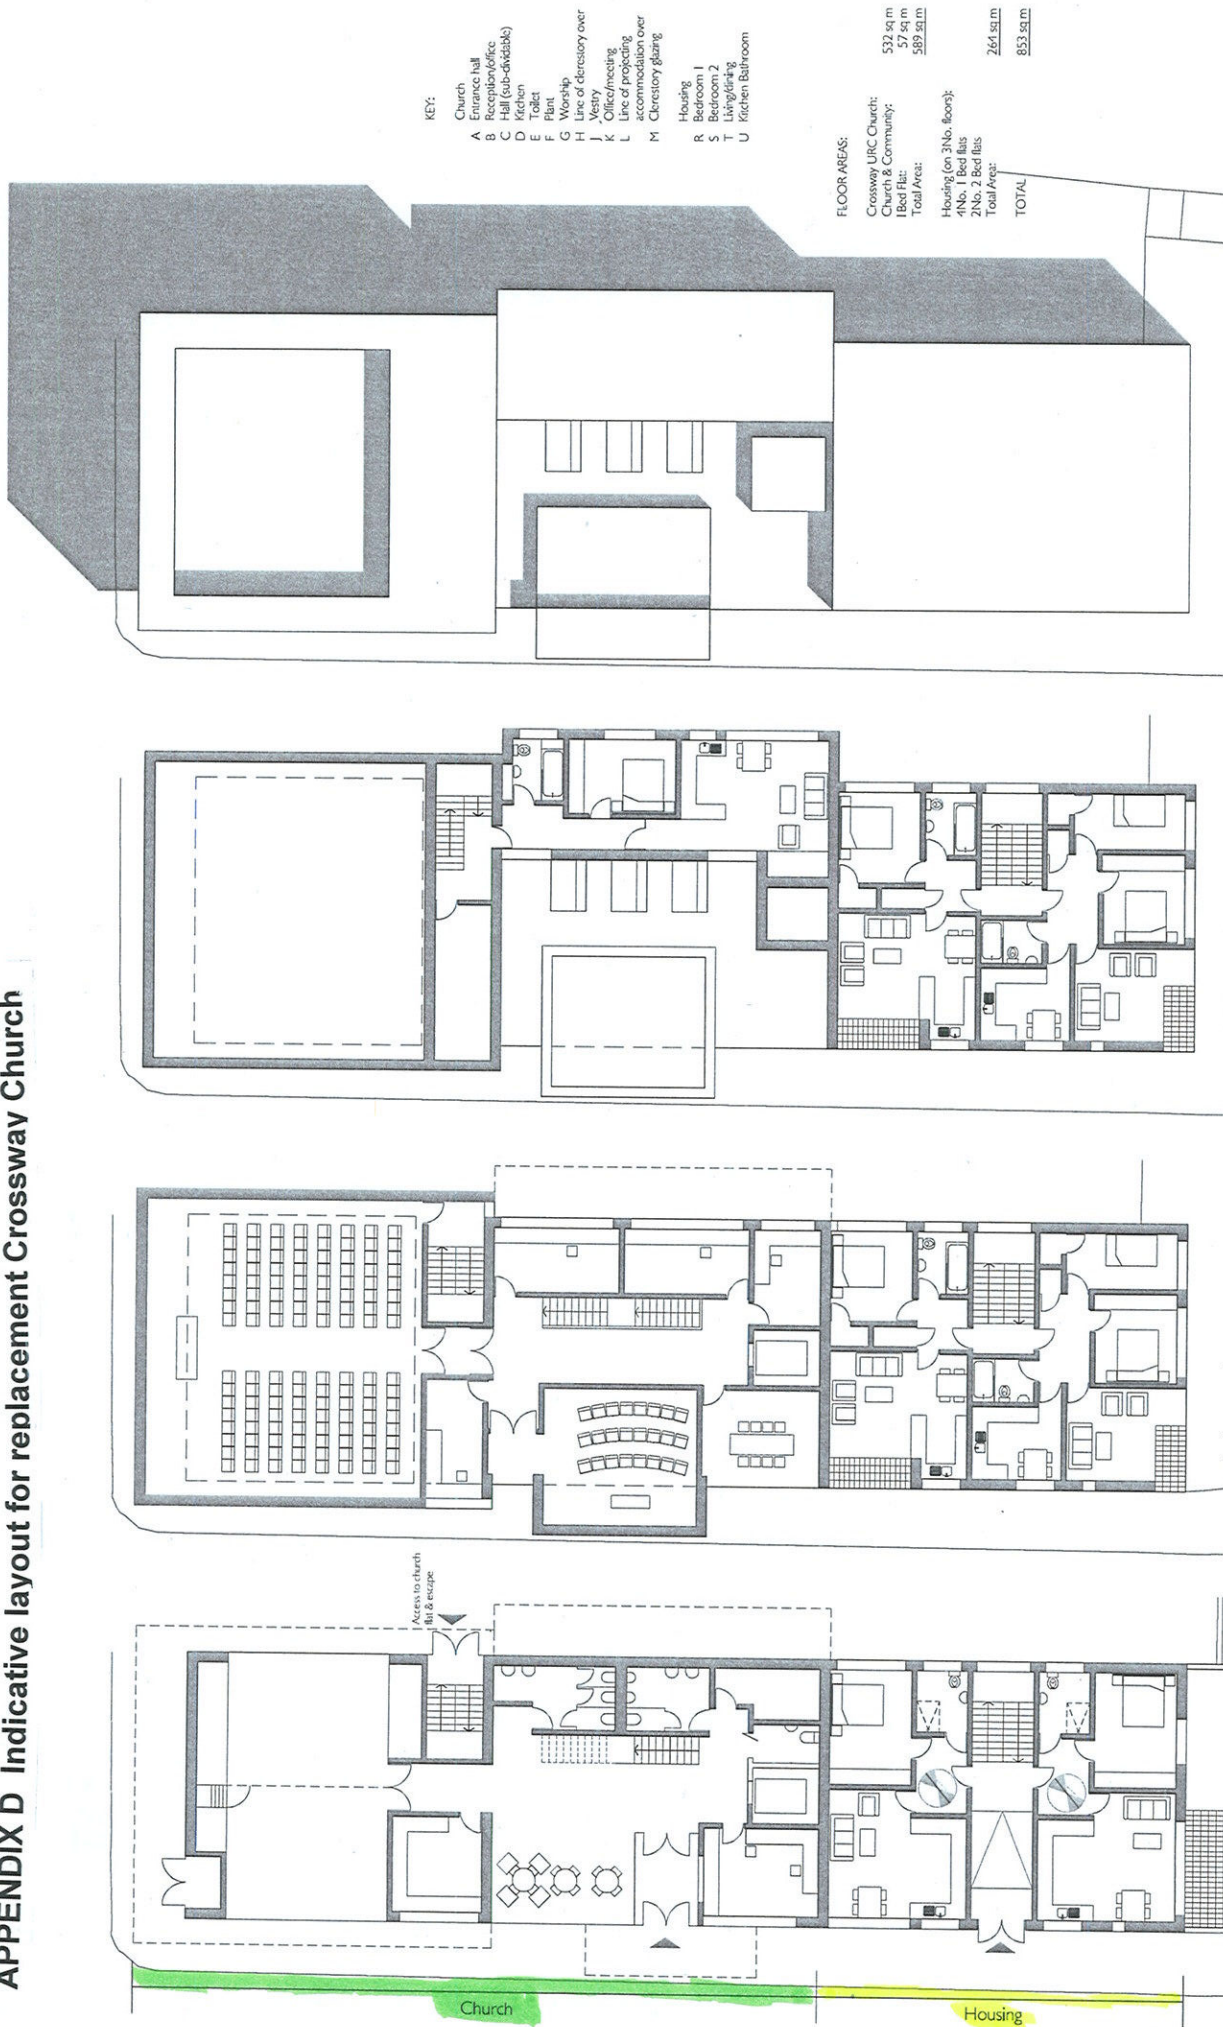 APPENDIX D Indicative layout for replacement Crossway Church
KEY:
Church
A Entrance hall
B Reception/office
C Hall (sub-dividable)
D Kitchen
E Toilet
F Plant
G Worship
H Line of clerestory over
J Vestry
K Office/meeting
L Line of projecting
accommodation over
M Clerestory glazing
Housing
R Bedroom 1
S Bedroom 2
T Living/dining
U Kitchen Bathroom
FLOOR AREAS:
Crossway URC Church:
Church & Community: 532 sq m
1Bed Flat: 57 sq m
Total Area: 589 sq m
Housing (on 3No. floors):
4No. 1 Bed flats
2No. 2 Bed flats
Total Area: 264 sq m
TOTAL 853 sq m
Access to church
flat & escape
Church
Housing